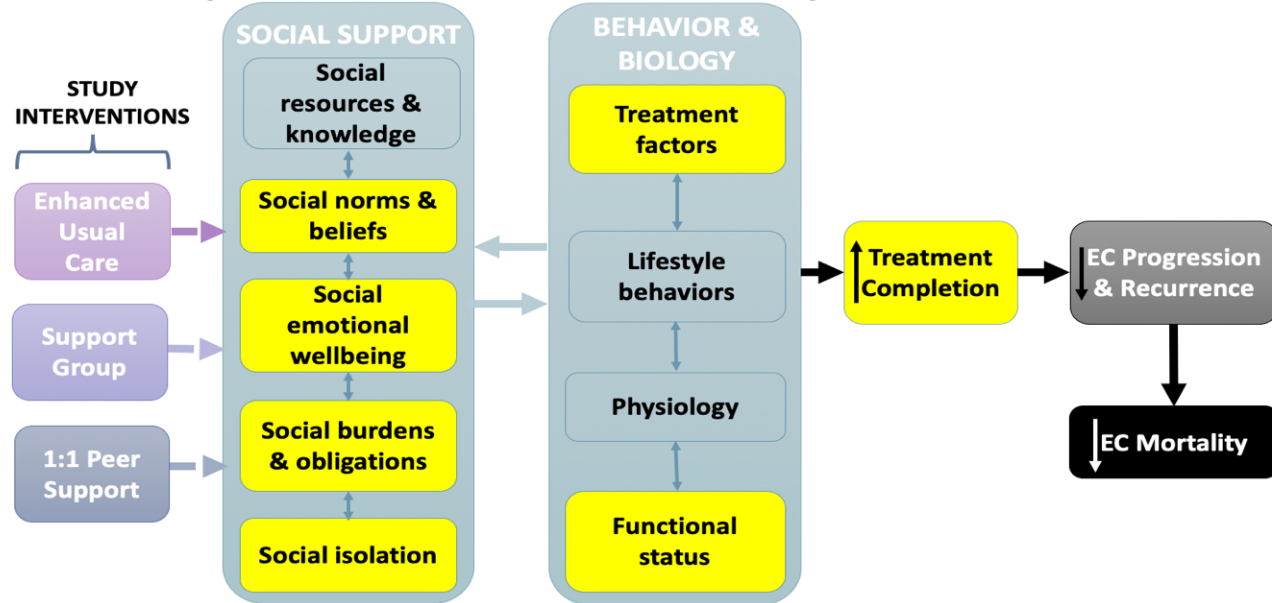 SOCIAL SUPPORT
BEHAVIOR &
BIOLOGY
STUDY
INTERVENTIONS
Enhanced
Usual
Care
Support
Group
1:1 Peer
Support
Social
resources &
knowledge
Social norms &
beliefs
Social
emotional
wellbeing
Social burdens
& obligations
Social isolation
Treatment
factors
Lifestyle
behaviors
Physiology
Functional
status
Treatment
Completion
EC Progression
& Recurrence
EC Mortality